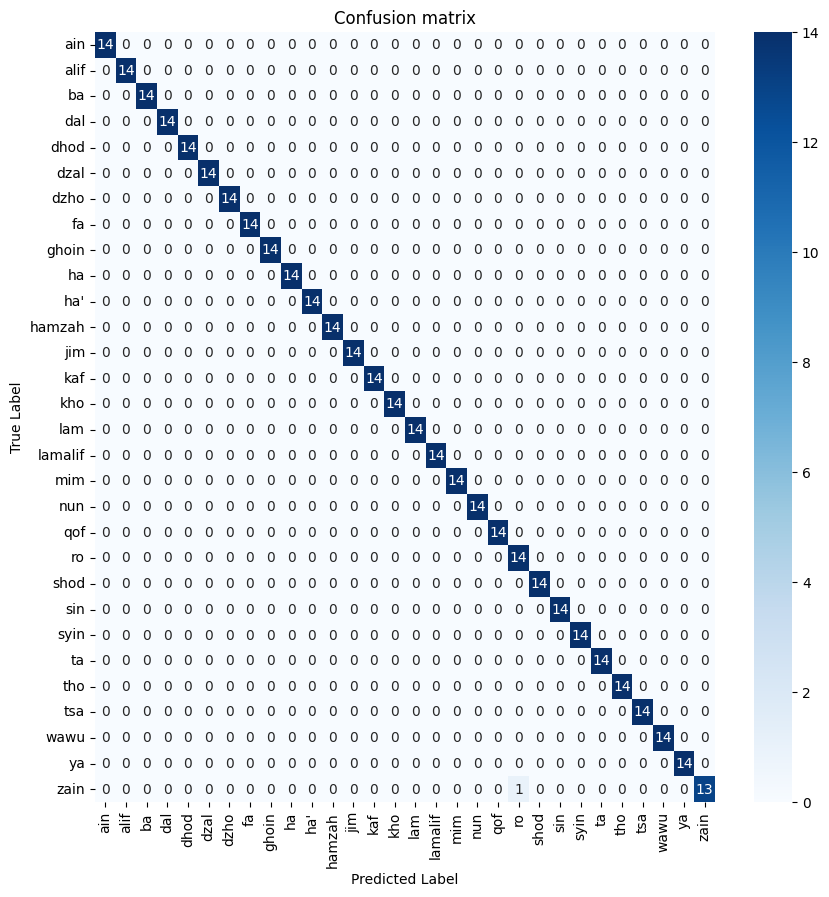 Confusion matrix
ain 14 0 0 0 0 0 0 0 0 0 0 0 0 0 0 0 0 0 0 0 0 0 0 0 0 0 0 0 0 0
alif 0 14 0 0 0 0 0 0 0 0 0 0 0 0 0 0 0 0 0 0 0 0 0 0 0 0 0 0 0 0
ba 0 0 14 0 0 0 0 0 0 0 0 0 0 0 0 0 0 0 0 0 0 0 0 0 0 0 0 0 0 0
dal 0 0 0 14 0 0 0 0 0 0 0 0 0 0 0 0 0 0 0 0 0 0 0 0 0 0 0 0 0 0
dhod 0 0 0 0 14 0 0 0 0 0 0 0 0 0 0 0 0 0 0 0 0 0 0 0 0 0 0 0 0 0
dzal 0 0 0 0 0 14 0 0 0 0 0 0 0 0 0 0 0 0 0 0 0 0 0 0 0 0 0 0 0 0
dzho 0 0 0 0 0 0 14 0 0 0 0 0 0 0 0 0 0 0 0 0 0 0 0 0 0 0 0 0 0 0
fa 0 0 0 0 0 0 0 14 0 0 0 0 0 0 0 0 0 0 0 0 0 0 0 0 0 0 0 0 0 0
ghoin 0 0 0 0 0 0 0 0 14 0 0 0 0 0 0 0 0 0 0 0 0 0 0 0 0 0 0 0 0 0
ha 0 0 0 0 0 0 0 0 0 14 0 0 0 0 0 0 0 0 0 0 0 0 0 0 0 0 0 0 0 0
ha' 0 0 0 0 0 0 0 0 0 0 14 0 0 0 0 0 0 0 0 0 0 0 0 0 0 0 0 0 0 0
hamzah 0 0 0 0 0 0 0 0 0 0 0 14 0 0 0 0 0 0 0 0 0 0 0 0 0 0 0 0 0 0
jim 0 0 0 0 0 0 0 0 0 0 0 0 14 0 0 0 0 0 0 0 0 0 0 0 0 0 0 0 0 0
kaf 0 0 0 0 0 0 0 0 0 0 0 0 0 14 0 0 0 0 0 0 0 0 0 0 0 0 0 0 0 0
kho 0 0 0 0 0 0 0 0 0 0 0 0 0 0 14 0 0 0 0 0 0 0 0 0 0 0 0 0 0 0
lam 0 0 0 0 0 0 0 0 0 0 0 0 0 0 0 14 0 0 0 0 0 0 0 0 0 0 0 0 0 0
lamalif 0 0 0 0 0 0 0 0 0 0 0 0 0 0 0 0 14 0 0 0 0 0 0 0 0 0 0 0 0 0
mim 0 0 0 0 0 0 0 0 0 0 0 0 0 0 0 0 0 14 0 0 0 0 0 0 0 0 0 0 0 0
nun 0 0 0 0 0 0 0 0 0 0 0 0 0 0 0 0 0 0 14 0 0 0 0 0 0 0 0 0 0 0
qof 0 0 0 0 0 0 0 0 0 0 0 0 0 0 0 0 0 0 0 14 0 0 0 0 0 0 0 0 0 0
ro 0 0 0 0 0 0 0 0 0 0 0 0 0 0 0 0 0 0 0 0 14 0 0 0 0 0 0 0 0 0
shod 0 0 0 0 0 0 0 0 0 0 0 0 0 0 0 0 0 0 0 0 0 14 0 0 0 0 0 0 0 0
sin 0 0 0 0 0 0 0 0 0 0 0 0 0 0 0 0 0 0 0 0 0 0 14 0 0 0 0 0 0 0
syin 0 0 0 0 0 0 0 0 0 0 0 0 0 0 0 0 0 0 0 0 0 0 0 14 0 0 0 0 0 0
ta 0 0 0 0 0 0 0 0 0 0 0 0 0 0 0 0 0 0 0 0 0 0 0 0 14 0 0 0 0 0
tho 0 0 0 0 0 0 0 0 0 0 0 0 0 0 0 0 0 0 0 0 0 0 0 0 0 14 0 0 0 0
tsa 0 0 0 0 0 0 0 0 0 0 0 0 0 0 0 0 0 0 0 0 0 0 0 0 0 0 14 0 0 0
wawu 0 0 0 0 0 0 0 0 0 0 0 0 0 0 0 0 0 0 0 0 0 0 0 0 0 0 0 14 0 0
ya 0 0 0 0 0 0 0 0 0 0 0 0 0 0 0 0 0 0 0 0 0 0 0 0 0 0 0 0 14 0
zain 0 0 0 0 0 0 0 0 0 0 0 0 0 0 0 0 0 0 0 0 1 0 0 0 0 0 0 0 0 13
ain alif ba dal dhod dzal dzho fa ghoin ha ha' hamzah jim kaf kho lam lamalif mim nun qof ro shod sin syin ta tho tsa wawu ya zain
Predicted Label
True Label
14
12
10
8
6
4
2
0